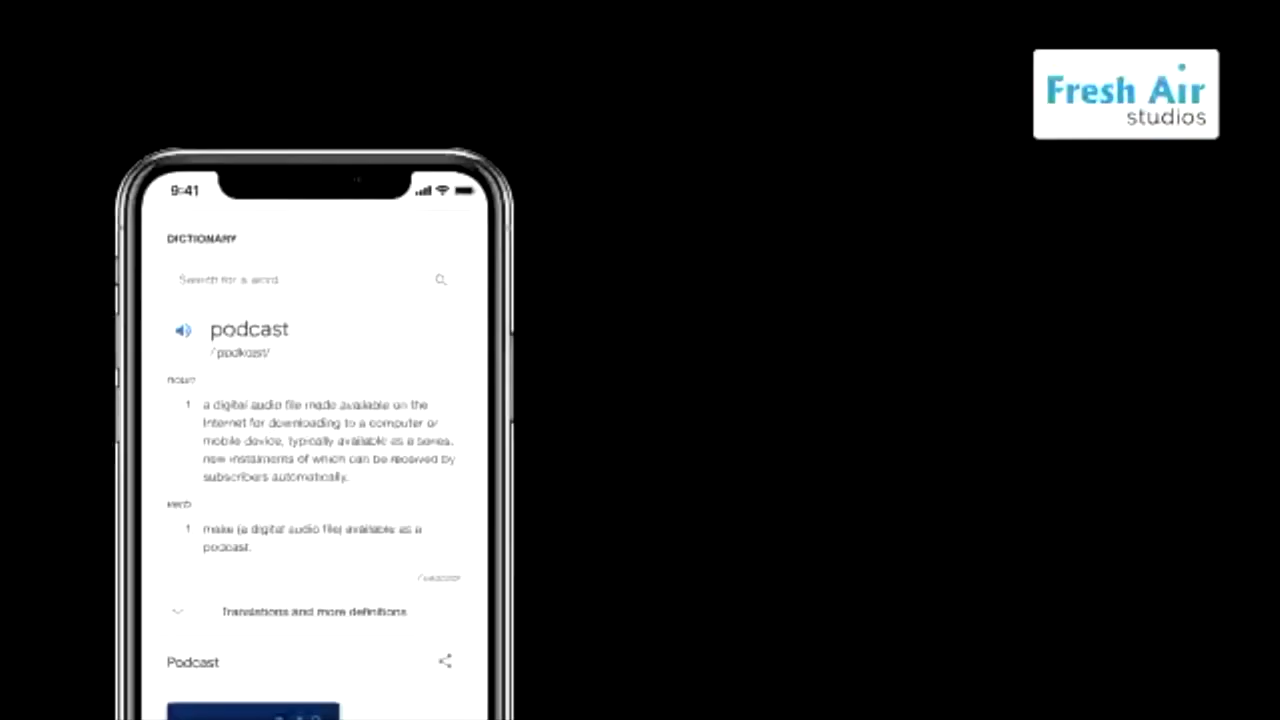 Fresh Air
studios
9:41
DICTIONARY
Search for a word
podcast
/ˈpɒdkɑːst/
noun
1 a digital audio file made available on the
Internet for downloading to a computer or
mobile device, typically available as a series,
new instalments of which can be received by
subscribers automatically.
verb
1 make (a digital audio file) available as a
podcast.
Translations and more definitions
Podcast